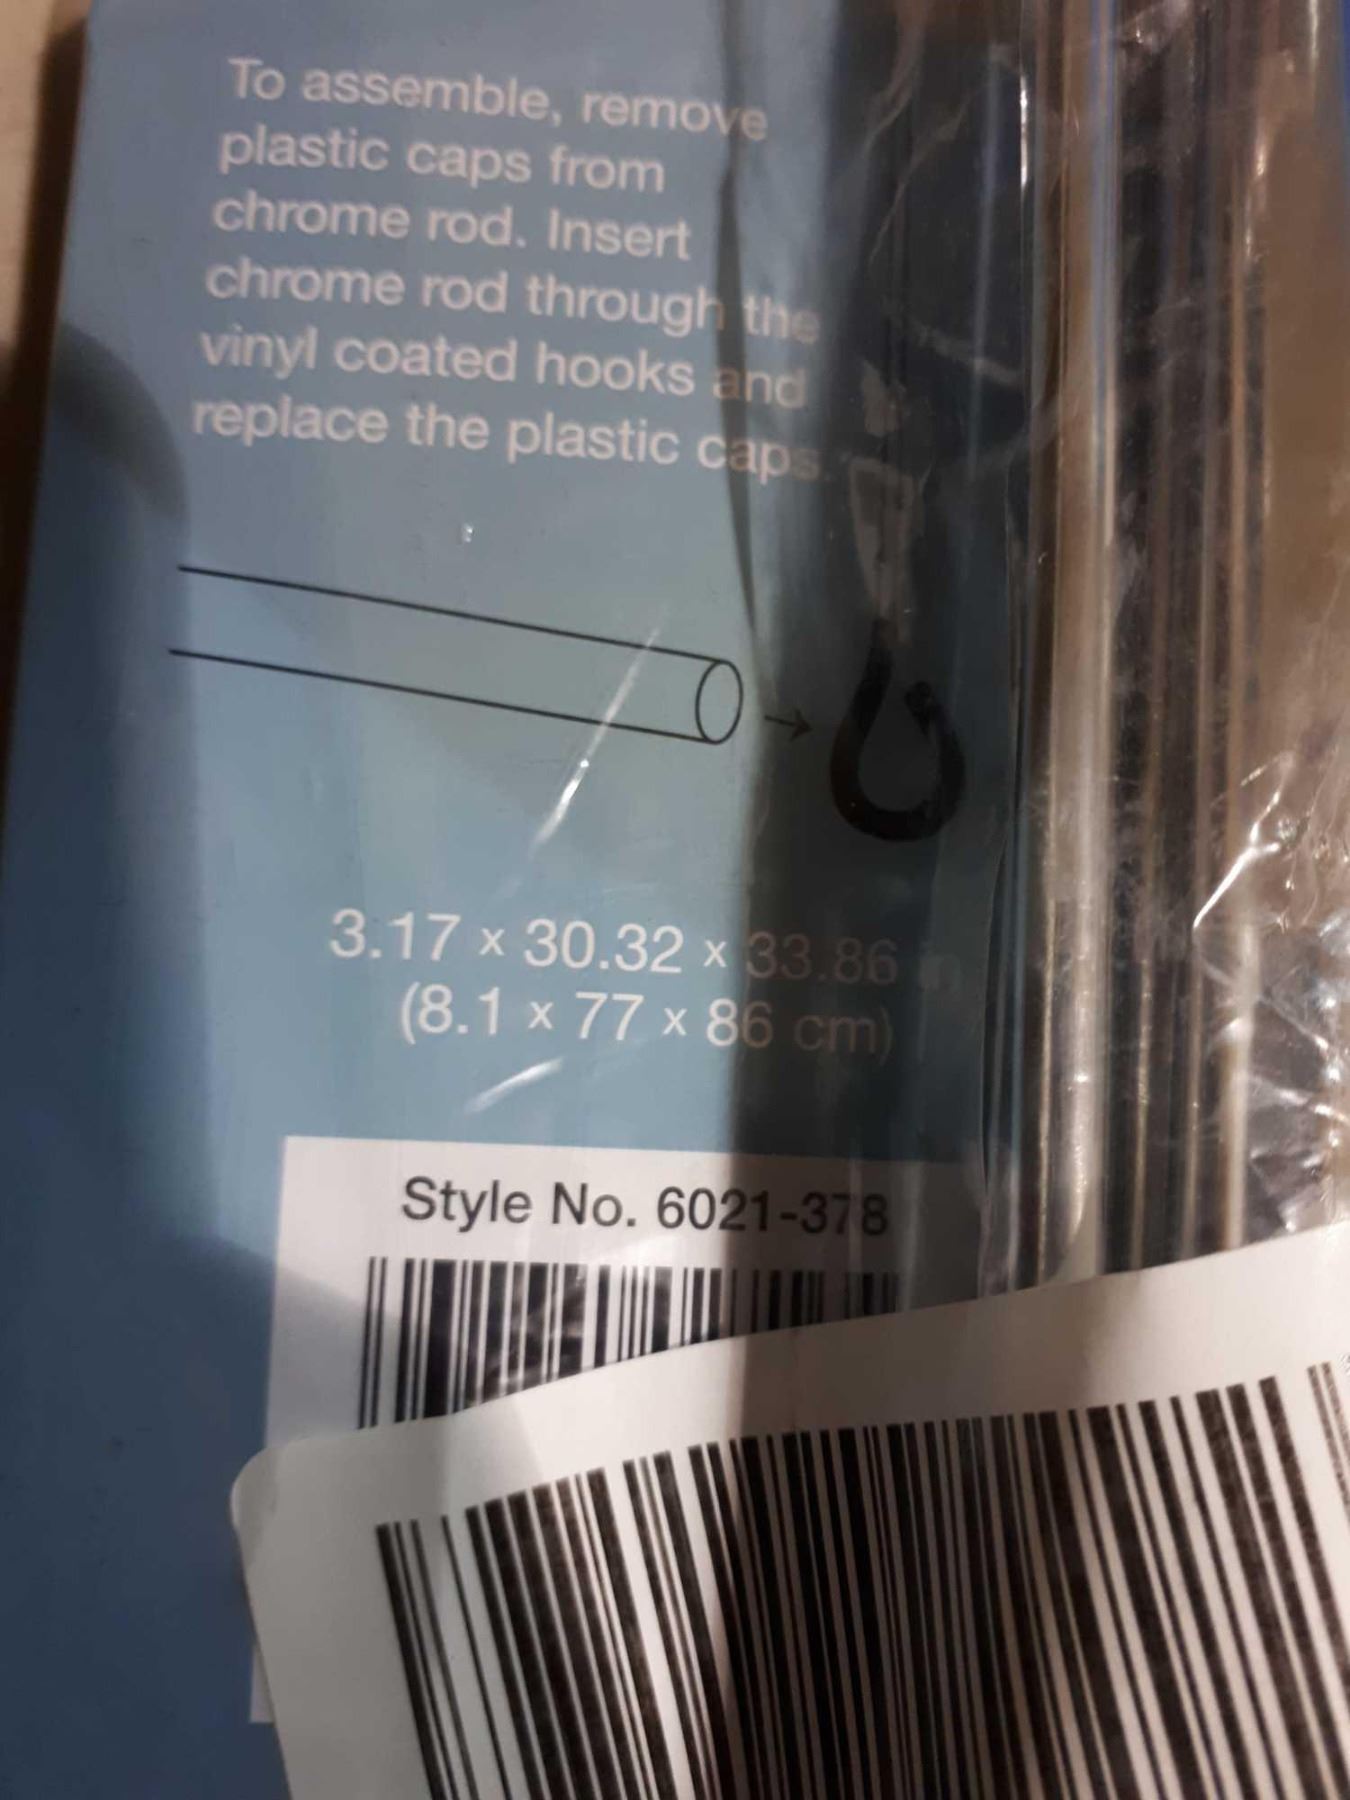 To assemble, remove
plastic caps from
chrome rod. Insert
chrome rod through the
vinyl coated hooks and
replace the plastic caps.
3.17 x 30.32 x 33.86
(8.1 x 77 x 86 cm)
Style No. 6021-378